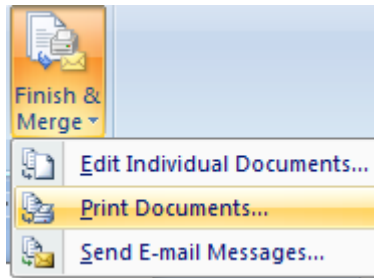 Finish &
Merge
Edit Individual Documents...
Print Documents...
Send E-mail Messages...